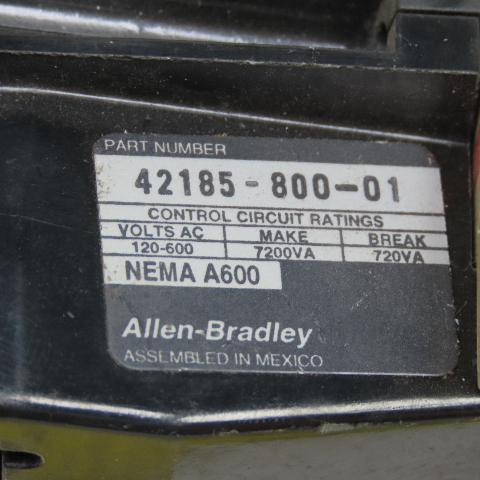 PART NUMBER
42185-800-01
CONTROL CIRCUIT RATINGS
VOLTS AC MAKE BREAK
120-600 7200VA 720VA
NEMA A600
Allen-Bradley
ASSEMBLED IN MEXICO